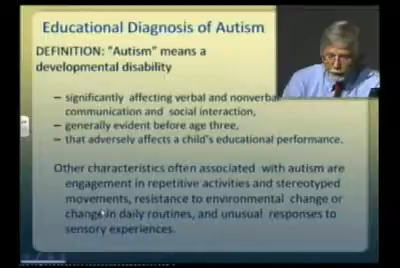 Educational Diagnosis of Autism
DEFINITION: "Autism" means a
developmental disability
– significantly affecting verbal and nonverbal
communication and social interaction,
– generally evident before age three,
– that adversely affects a child's educational performance.
Other characteristics often associated with autism are
engagement in repetitive activities and stereotyped
movements, resistance to environmental change or
change in daily routines, and unusual responses to
sensory experiences.